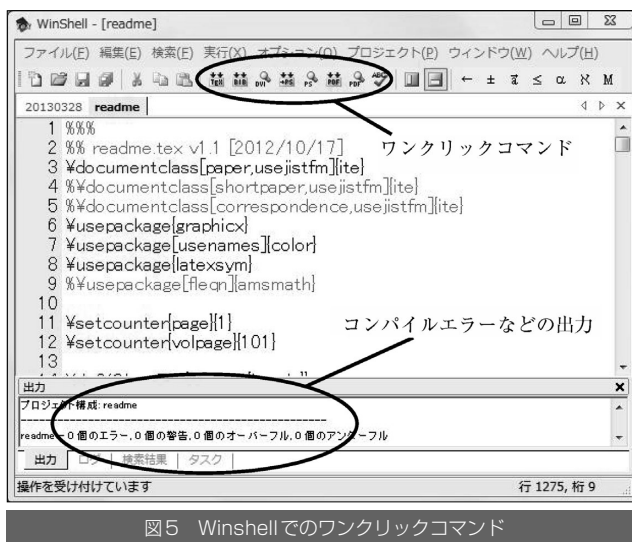 WinShell - [readme]
ファイル(F) 編集(E) 検索(E) 実行(X) オプション(O) プロジェクト(P) ウィンドウ(W) ヘルプ(H)
TEX BIB DVI PS PDF PDF ← ± ≤ α ℵ M
20130328 readme
1 %%%
2 %% readme.tex v1.1 [2012/10/17]
ワンクリックコマンド
3 ¥documentclass[paper,usejistfm]{ite}
4 %¥documentclass[shortpaper,usejistfm]{ite}
5 %¥documentclass[correspondence,usejistfm]{ite}
6 ¥usepackage{graphicx}
7 ¥usepackage[usenames]{color}
8 ¥usepackage{latexsym}
9 %¥usepackage[fleqn]{amsmath}
10
11 ¥setcounter{page}{1}
コンパイルエラーなどの出力
12 ¥setcounter{volpage}{101}
13
出力
プロジェクト構成: readme
readme - 0 個のエラー, 0 個の警告, 0 個のオーバーフル, 0 個のアンダーフル
出力 ログ 検索結果 タスク
操作を受け付けています 行 1275, 桁 9
図5 Winshellでのワンクリックコマンド